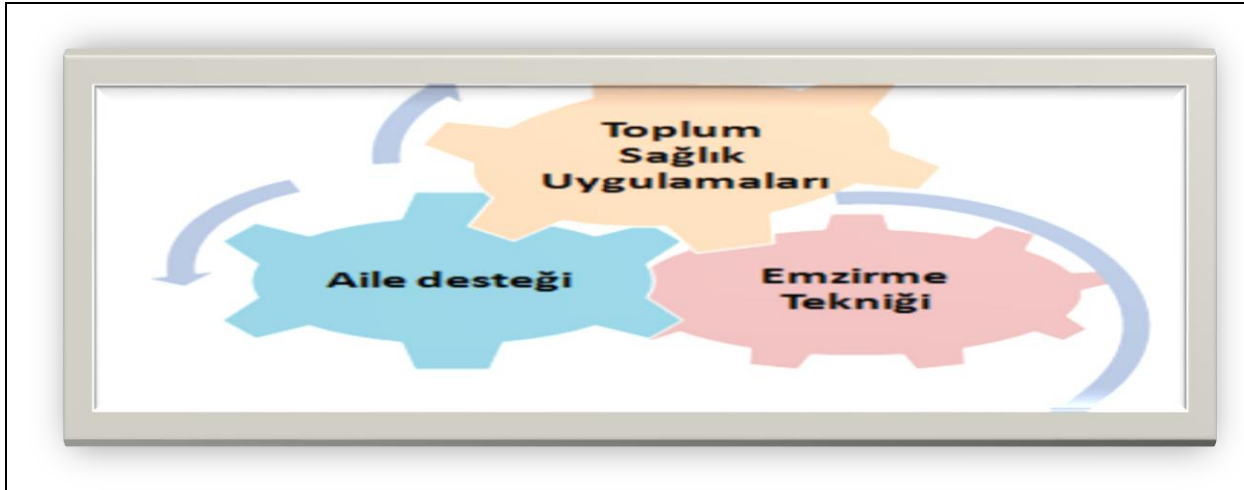 Toplum
Sağlık
Uygulamaları
Aile desteği
Emzirme
Tekniği